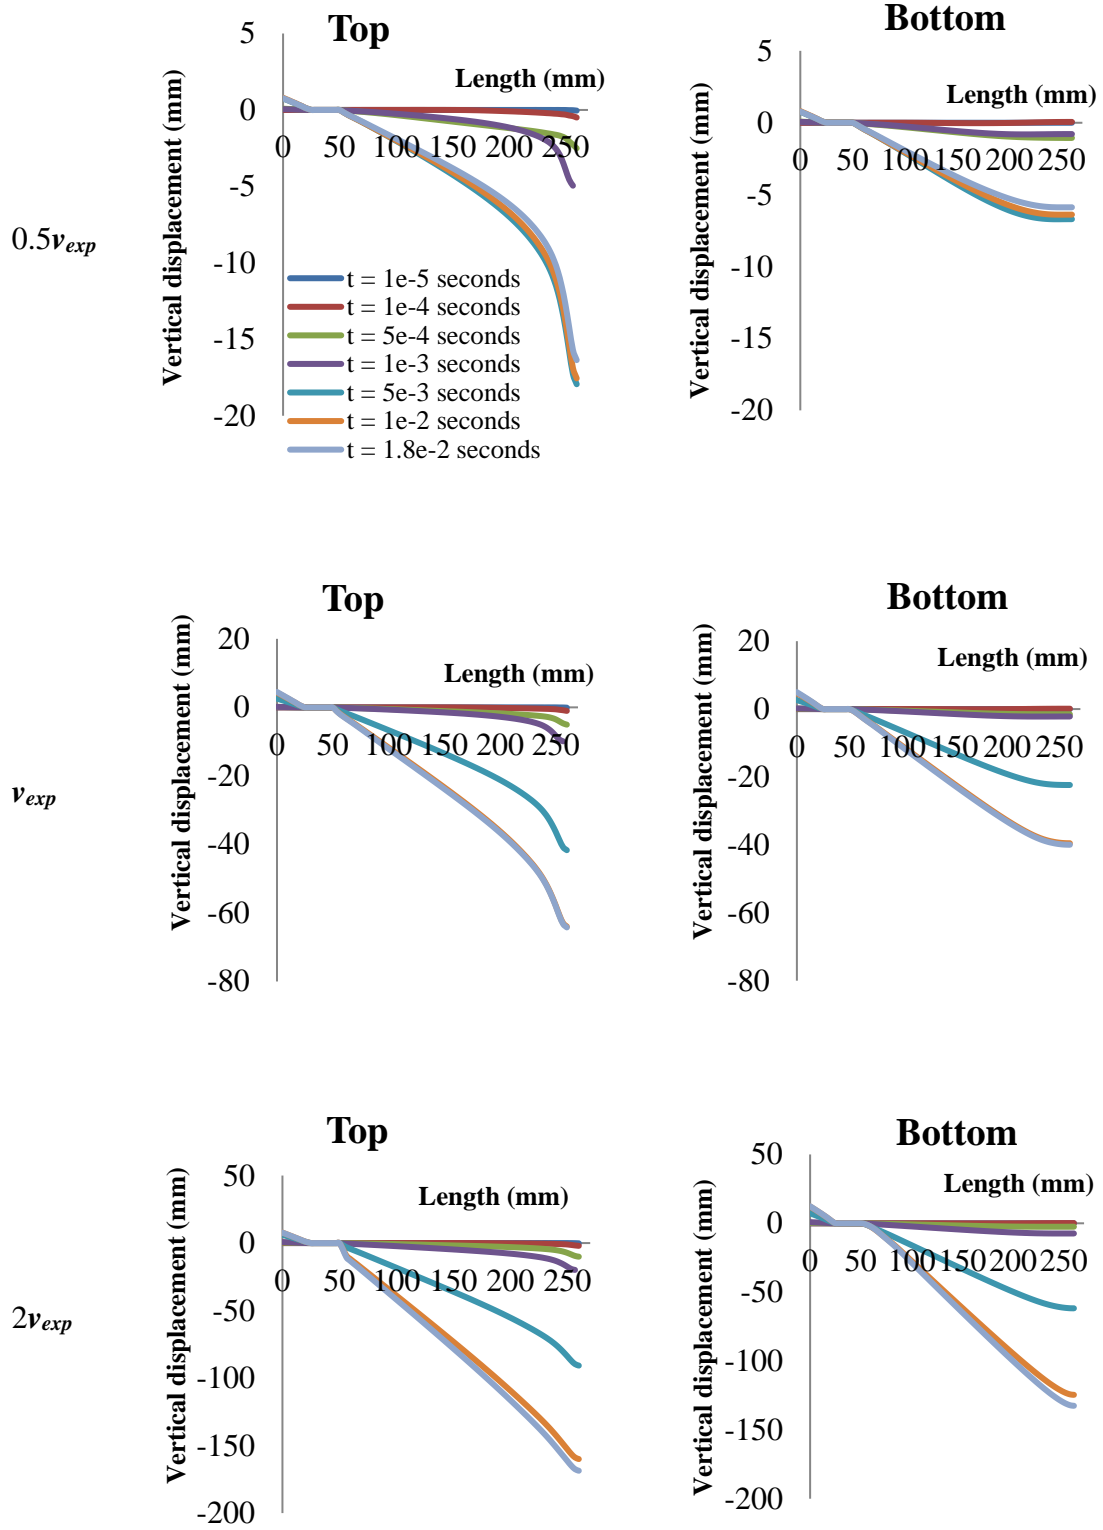 Top
Vertical displacement (mm)
5
0
-5
-10
-15
-20
Length (mm)
0 50 100 150 200 250
t = 1e-5 seconds
t = 1e-4 seconds
t = 5e-4 seconds
t = 1e-3 seconds
t = 5e-3 seconds
t = 1e-2 seconds
t = 1.8e-2 seconds
Bottom
Vertical displacement (mm)
5
0
-5
-10
-15
-20
Length (mm)
0 50 100 150 200 250
0.5vexp
Top
Vertical displacement (mm)
20
0
-20
-40
-60
-80
Length (mm)
0 50 100 150 200 250
Bottom
Vertical displacement (mm)
20
0
-20
-40
-60
-80
Length (mm)
0 50 100 150 200 250
vexp
Top
Vertical displacement (mm)
50
0
-50
-100
-150
-200
Length (mm)
0 50 100 150 200 250
Bottom
Vertical displacement (mm)
50
0
-50
-100
-150
-200
Length (mm)
0 50 100 150 200 250
2vexp